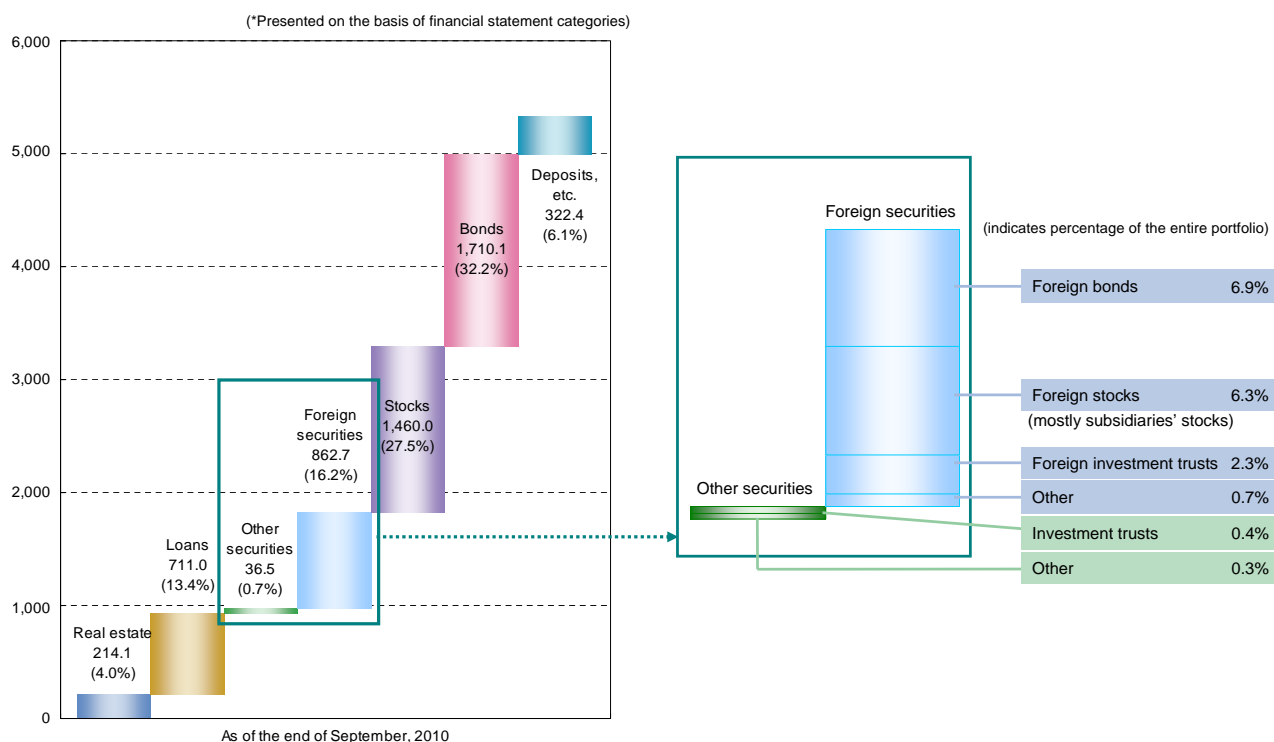 (*Presented on the basis of financial statement categories)
6,000
5,000
4,000
3,000
2,000
1,000
0
Real estate
214.1
(4.0%)
Loans
711.0
(13.4%)
Other
securities
36.5
(0.7%)
Foreign
securities
862.7
(16.2%)
Stocks
1,460.0
(27.5%)
Bonds
1,710.1
(32.2%)
Deposits,
etc.
322.4
(6.1%)
As of the end of September, 2010
Foreign securities
Other securities
(indicates percentage of the entire portfolio)
Foreign bonds 6.9%
Foreign stocks 6.3%
(mostly subsidiaries’ stocks)
Foreign investment trusts 2.3%
Other 0.7%
Investment trusts 0.4%
Other 0.3%